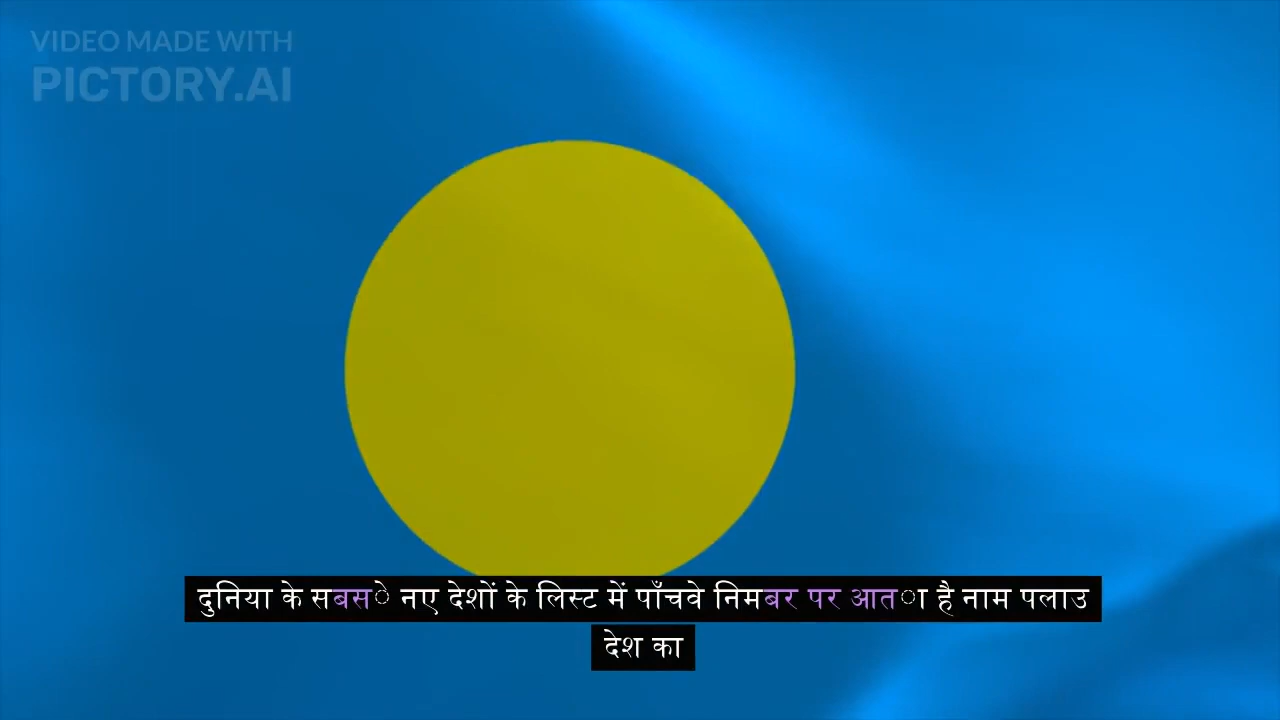 VIDEO MADE WITH
PICTORY.AI
दुनिया के सबसे नए देशों के लिस्ट में पाँचवे निमबर पर आता है नाम पलाउ
देश का